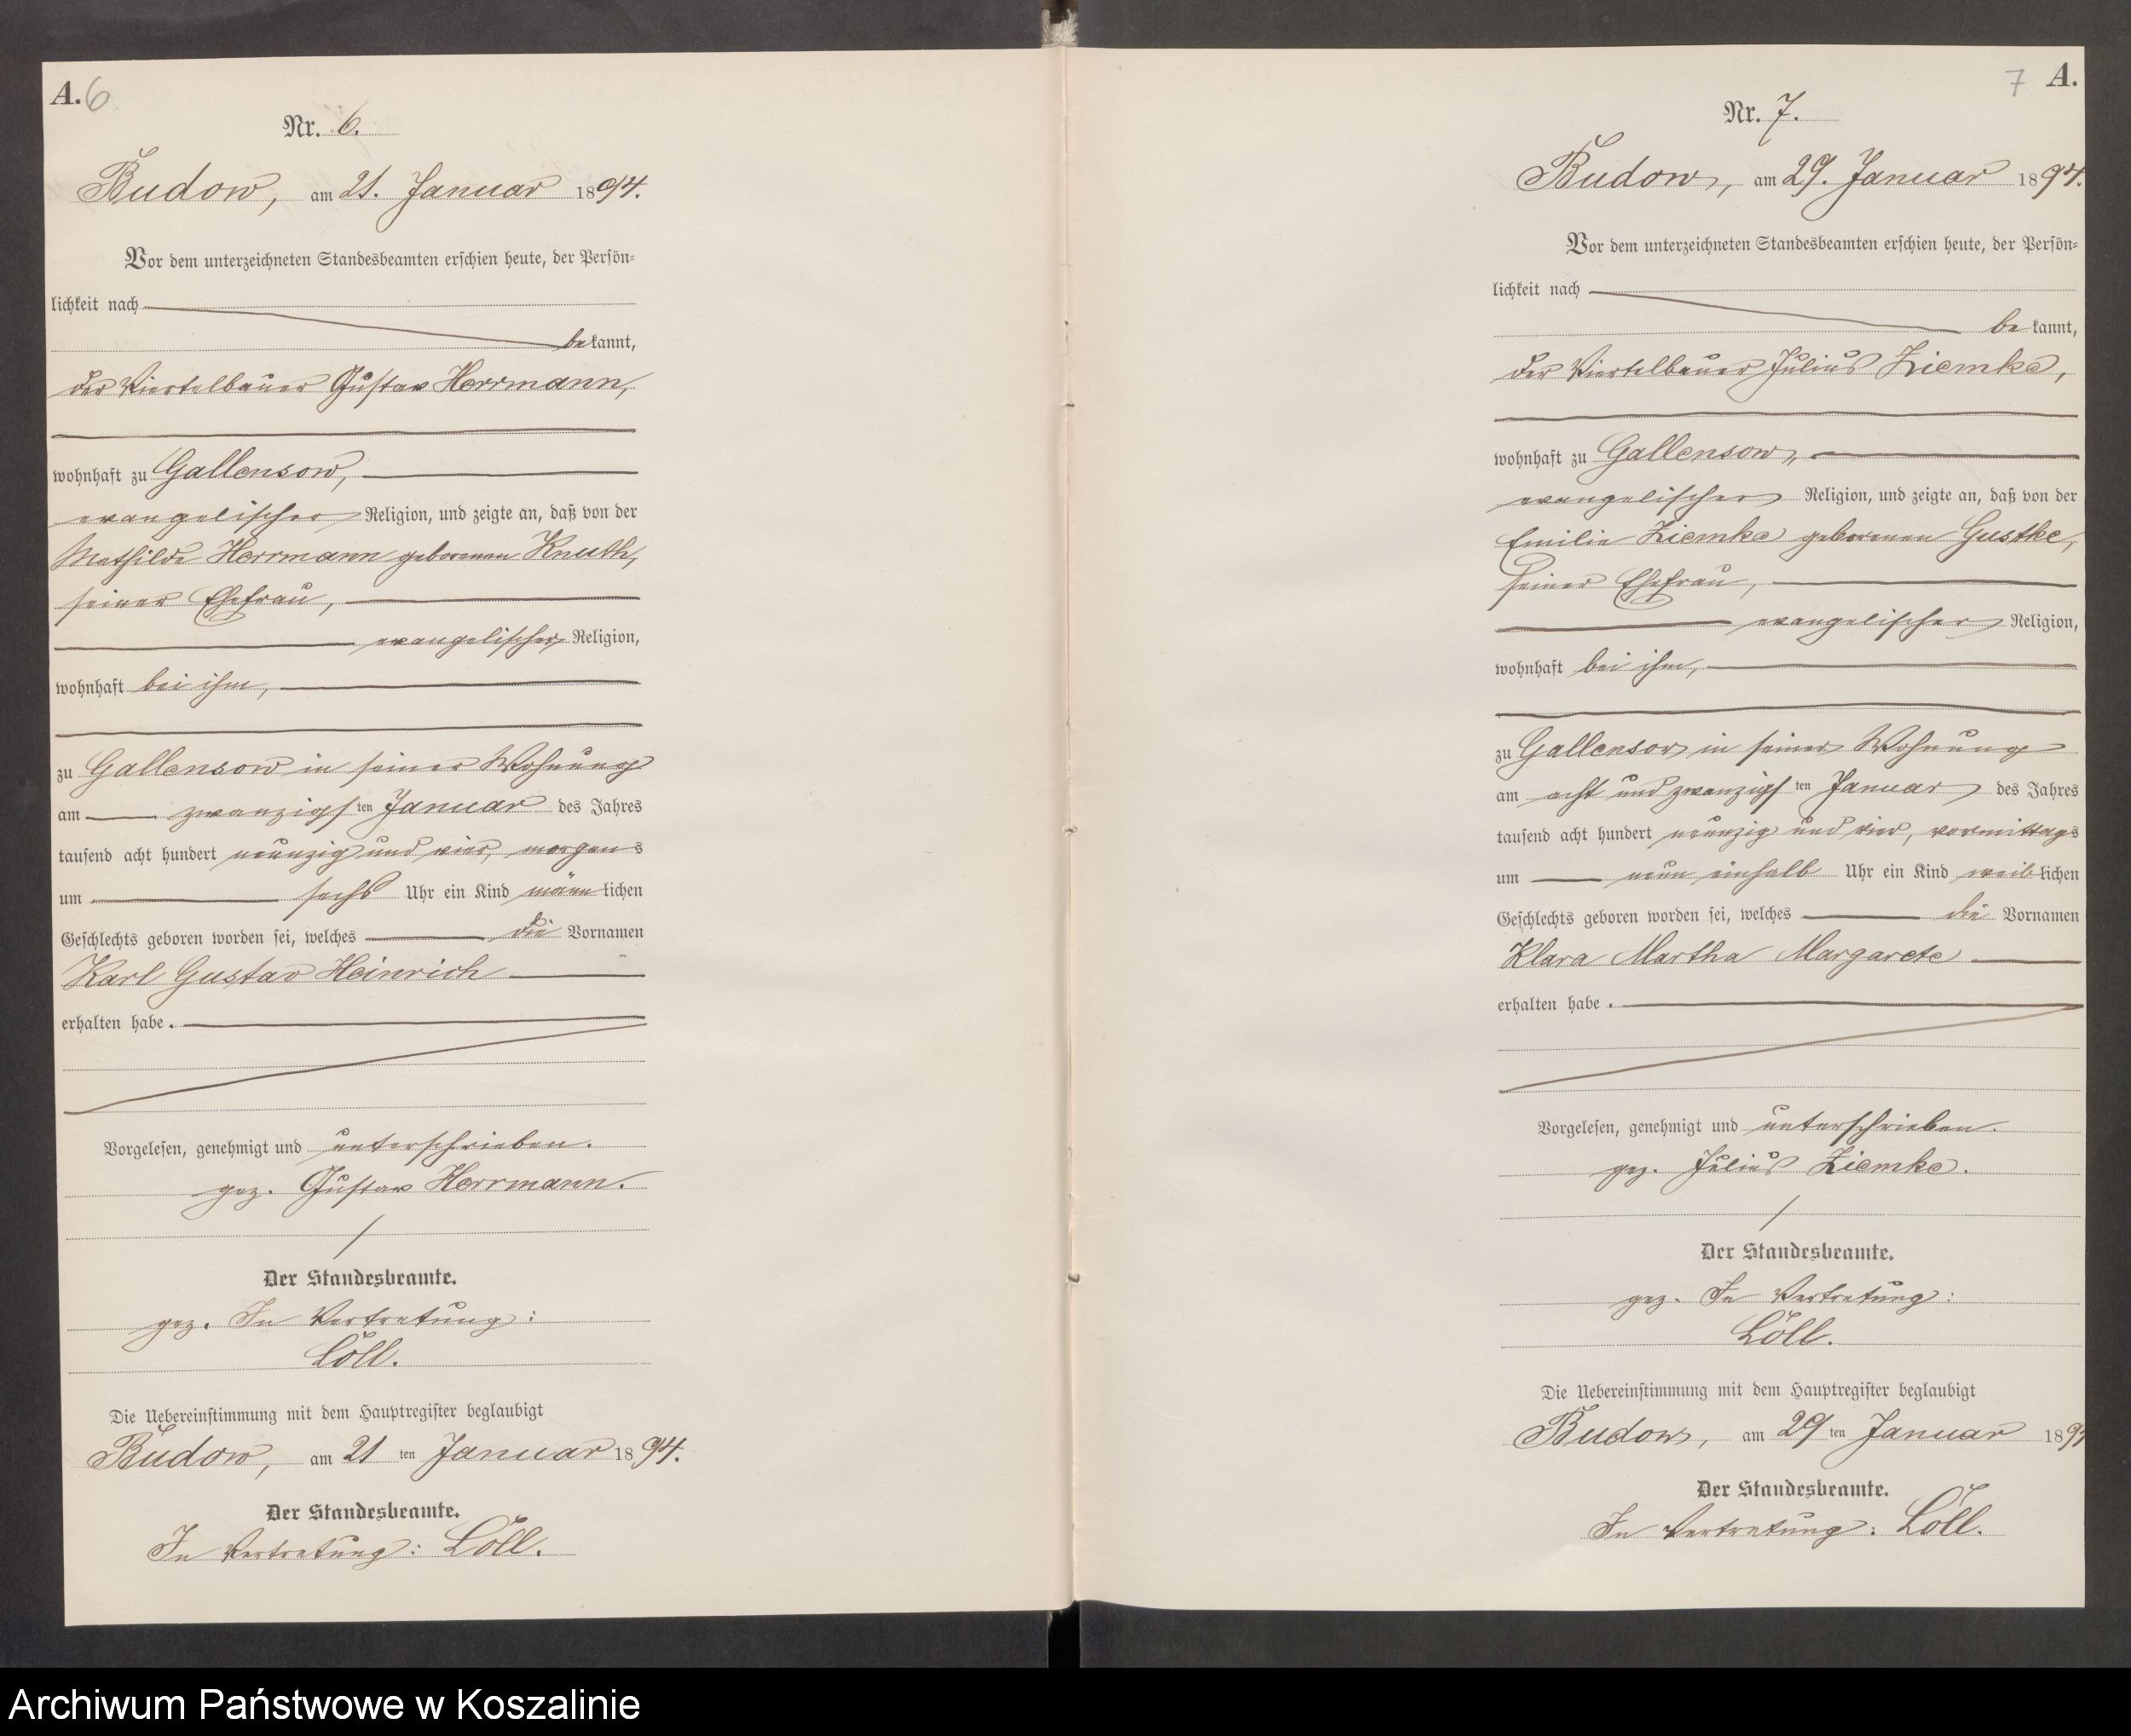 A. 6
Nr. 6.
Budow, am 21. Januar 1894.
Vor dem unterzeichneten Standesbeamten erschien heute, der Persön-
lichkeit nach
bekannt,
der Viertelbauer Gustav Herrmann,
wohnhaft zu Gallensow,
evangelischer Religion, und zeigte an, daß von der
Mathilde Herrmann geborenen Knuth,
seiner Ehefrau,
evangelischer Religion,
wohnhaft bei ihm,
zu Gallensow in seiner Wohnung
am zwanzigsten Januar des Jahres
tausend acht hundert neunzig und vier, morgens
um sechs Uhr ein Kind männlichen
Geschlechts geboren worden sei, welches die Vornamen
Karl Gustav Heinrich
erhalten habe.
Vorgelesen, genehmigt und unterschrieben.
gez. Gustav Herrmann.
Der Standesbeamte.
gez. In Vertretung:
Löll.
Die Uebereinstimmung mit dem Hauptregister beglaubigt
Budow, am 21 ten Januar 1894.
Der Standesbeamte.
In Vertretung: Löll.
7 A.
Nr. 7.
Budow, am 29. Januar 1894.
Vor dem unterzeichneten Standesbeamten erschien heute, der Persön-
lichkeit nach
bekannt,
der Viertelbauer Julius Ziemke,
wohnhaft zu Gallensow,
evangelischer Religion, und zeigte an, daß von der
Emilie Ziemke geborenen Gustke,
seiner Ehefrau,
evangelischer Religion,
wohnhaft bei ihm,
zu Gallensow in seiner Wohnung
am acht und zwanzigsten Januar des Jahres
tausend acht hundert neunzig und vier, vormittags
um neun einhalb Uhr ein Kind weiblichen
Geschlechts geboren worden sei, welches die Vornamen
Klara Martha Margarete
erhalten habe.
Vorgelesen, genehmigt und unterschrieben.
gez. Julius Ziemke.
Der Standesbeamte.
gez. In Vertretung:
Löll.
Die Uebereinstimmung mit dem Hauptregister beglaubigt
Budow, am 29 ten Januar 1894
Der Standesbeamte.
In Vertretung: Löll.
Archiwum Państwowe w Koszalinie